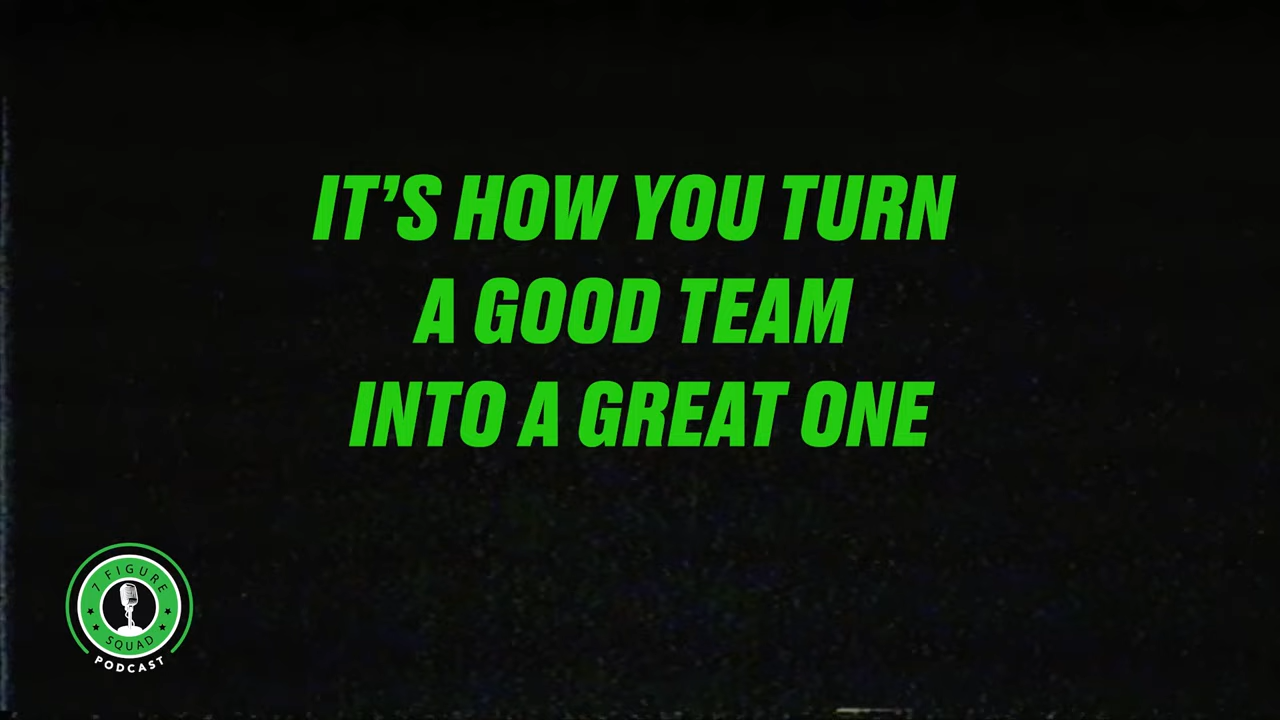 IT’S HOW YOU TURN
A GOOD TEAM
INTO A GREAT ONE
7 FIGURE
SQUAD
PODCAST